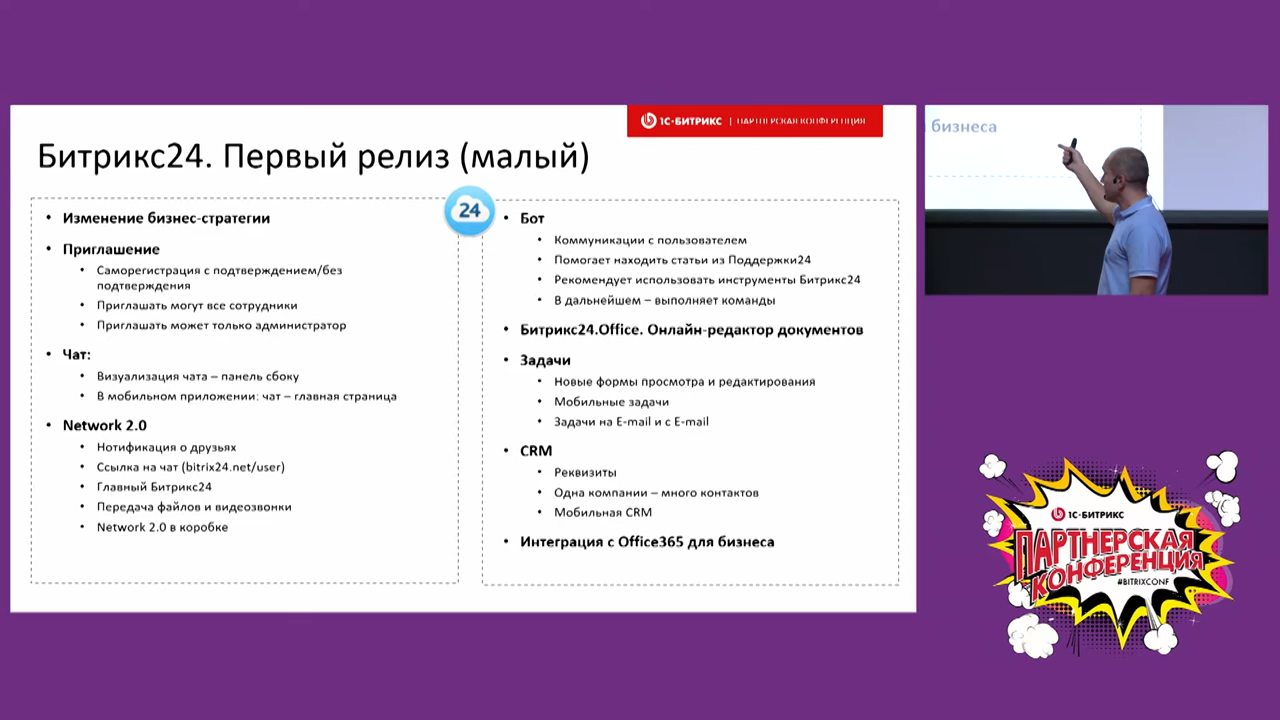 1С-БИТРИКС | ПАРТНЕРСКАЯ КОНФЕРЕНЦИЯ
Битрикс24. Первый релиз (малый)
24
• Изменение бизнес-стратегии
• Приглашение
• Саморегистрация с подтверждением/без
подтверждения
• Приглашать могут все сотрудники
• Приглашать может только администратор
• Чат:
• Визуализация чата – панель сбоку
• В мобильном приложении: чат – главная страница
• Network 2.0
• Нотификация о друзьях
• Ссылка на чат (bitrix24.net/user)
• Главный Битрикс24
• Передача файлов и видеозвонки
• Network 2.0 в коробке
• Бот
• Коммуникации с пользователем
• Помогает находить статьи из Поддержки24
• Рекомендует использовать инструменты Битрикс24
• В дальнейшем – выполняет команды
• Битрикс24.Office. Онлайн-редактор документов
• Задачи
• Новые формы просмотра и редактирования
• Мобильные задачи
• Задачи на E-mail и с E-mail
• CRM
• Реквизиты
• Одна компании – много контактов
• Мобильная CRM
• Интеграция с Office365 для бизнеса
бизнеса
1С-БИТРИКС
ПАРТНЕРСКАЯ
КОНФЕРЕНЦИЯ
#BITRIXCONF